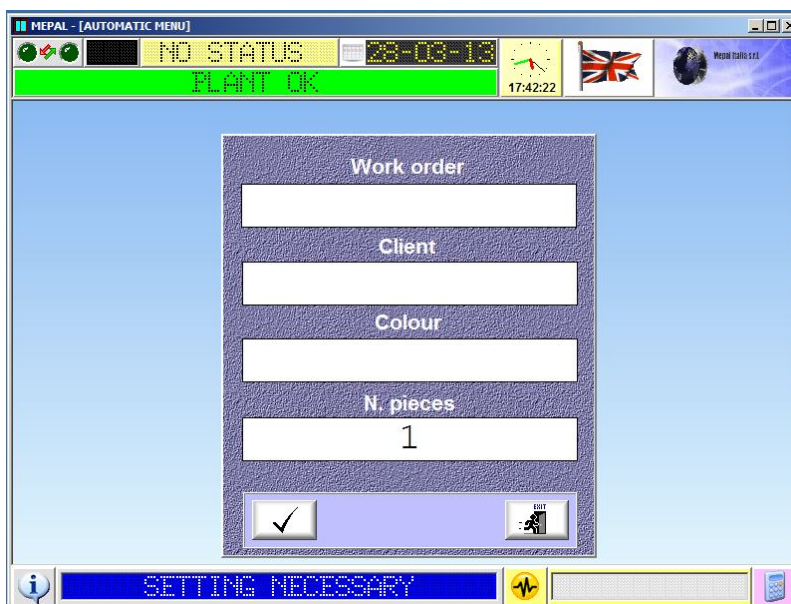 MEPAL - [AUTOMATIC MENU]
NO STATUS
28-03-13
PLANT OK
17:42:22
Mepal Italia s.r.l.
Work order
Client
Colour
N. pieces
1
EXIT
SETTING NECESSARY